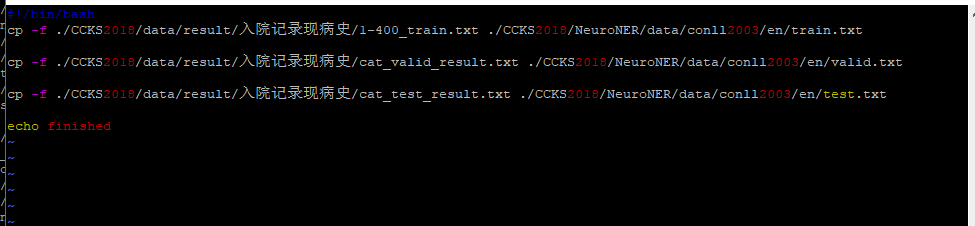 #!/bin/bash
cp -f ./CCKS2018/data/result/入院记录现病史/1-400_train.txt ./CCKS2018/NeuroNER/data/conll2003/en/train.txt
cp -f ./CCKS2018/data/result/入院记录现病史/cat_valid_result.txt ./CCKS2018/NeuroNER/data/conll2003/en/valid.txt
cp -f ./CCKS2018/data/result/入院记录现病史/cat_test_result.txt ./CCKS2018/NeuroNER/data/conll2003/en/test.txt
echo finished
~
~
~
~
~
~